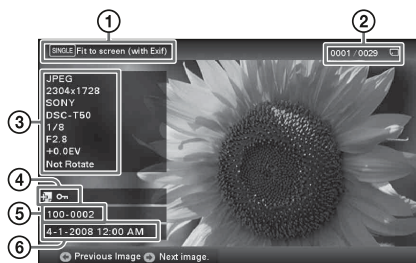 1
2
SINGLE Fit to screen (with Exif)
0001/0029
3
JPEG
2304x1728
SONY
DSC-T50
1/8
F2.8
+0.0EV
Not Rotate
4
5
100-0002
6
4-1-2008 12:00 AM
Previous Image Next image.